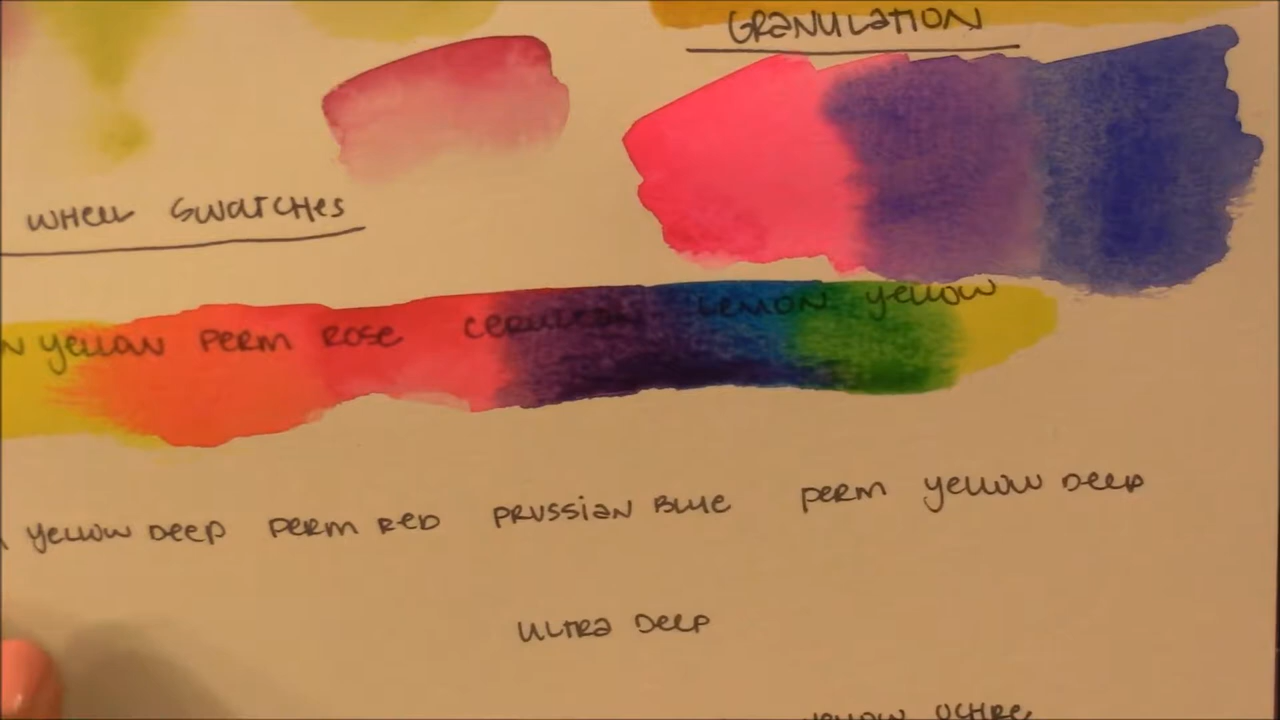 GRANULATION
WHEEL SWATCHES
N YELLOW PERM ROSE CERULEAN LEMON YELLOW
YELLOW DEEP PERM RED PRUSSIAN BLUE PERM YELLOW DEEP
ULTRA DEEP
YELLOW OCHRE